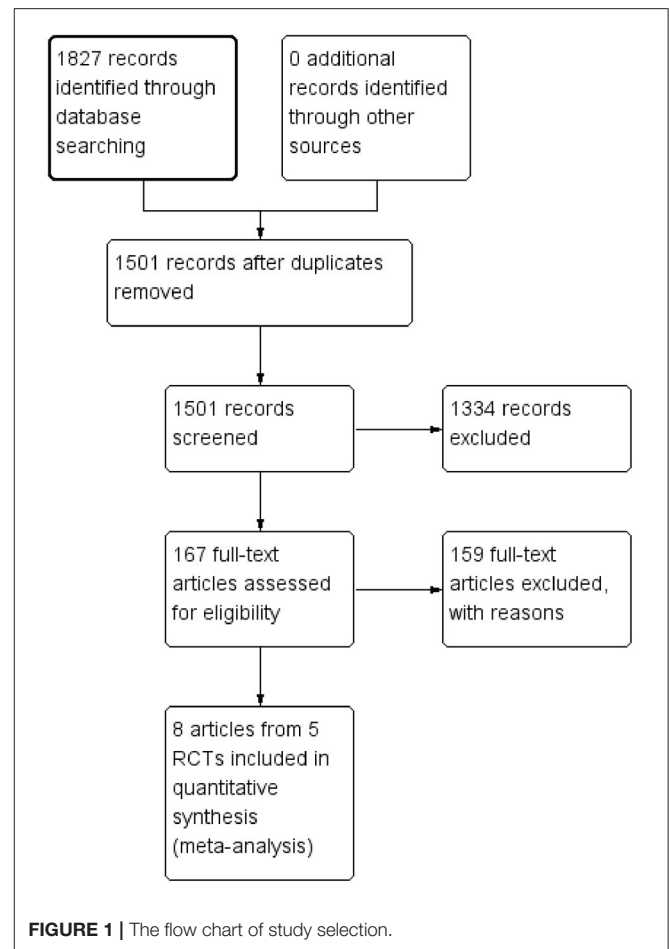 1827 records
identified through
database
searching
0 additional
records identified
through other
sources
1501 records after duplicates
removed
1501 records
screened
1334 records
excluded
167 full-text
articles assessed
for eligibility
159 full-text
articles excluded,
with reasons
8 articles from 5
RCTs included in
quantitative
synthesis
(meta-analysis)
FIGURE 1 | The flow chart of study selection.